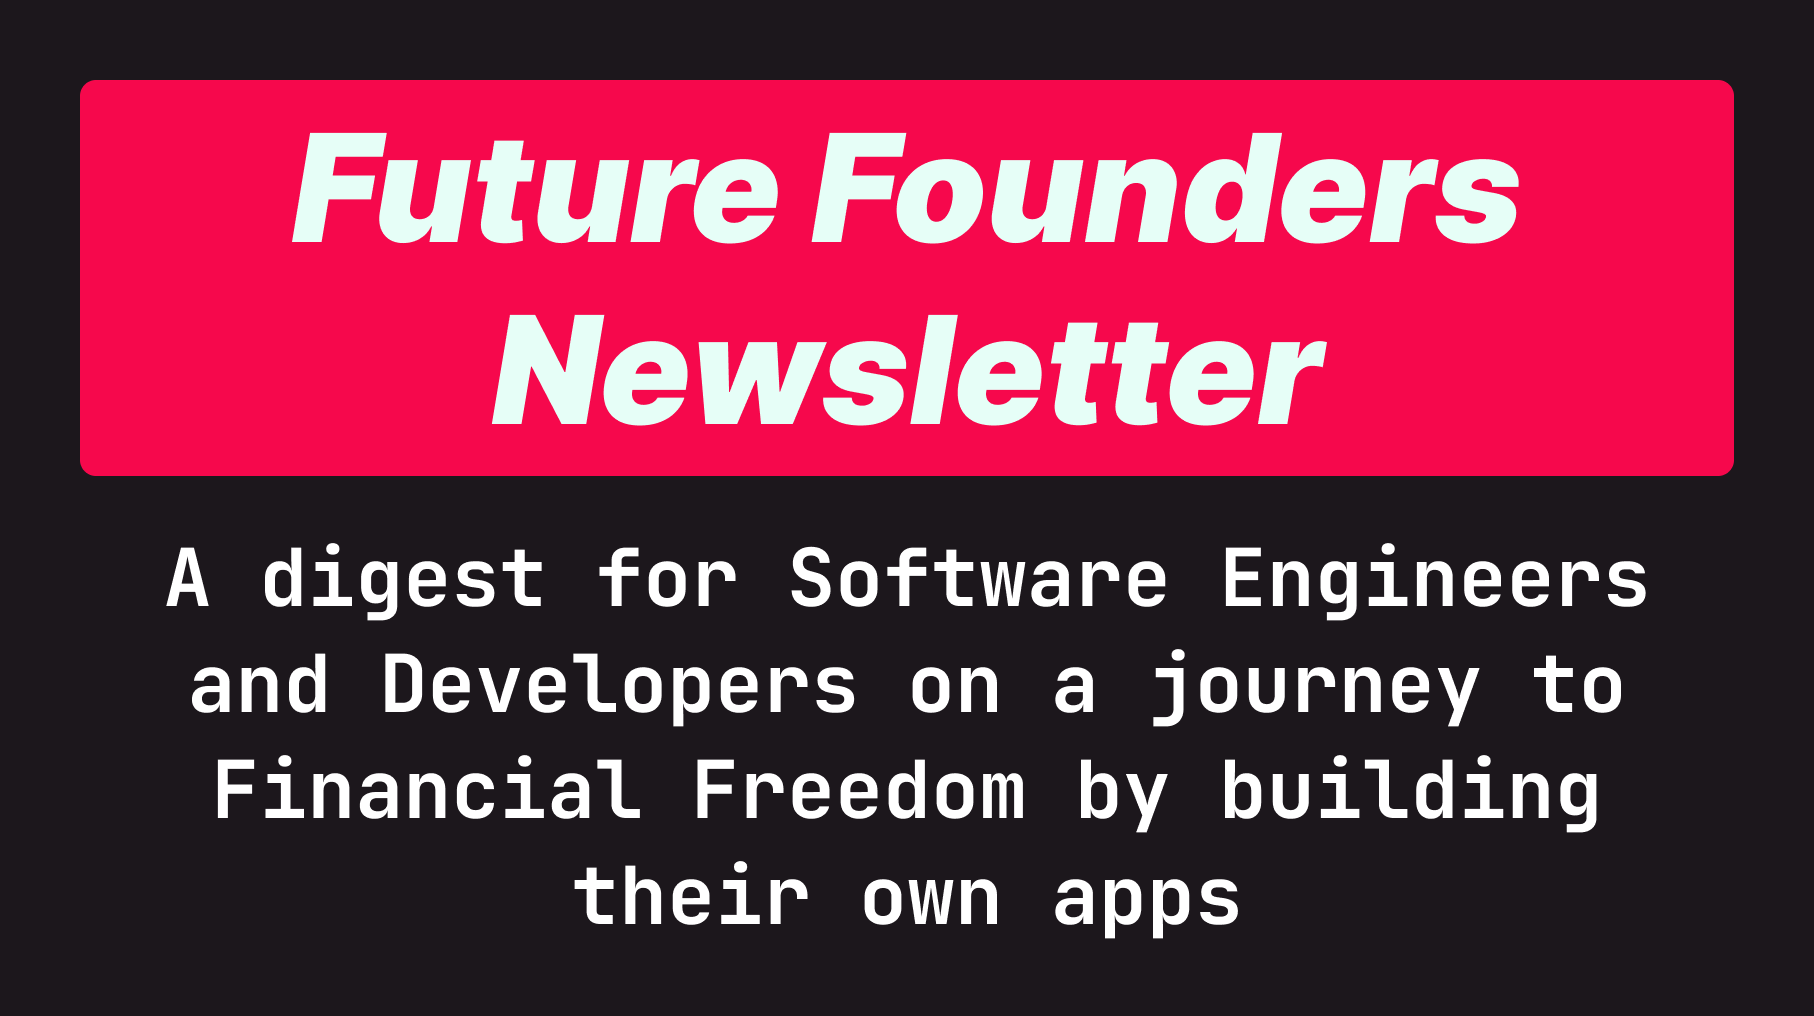 Future Founders
Newsletter
A digest for Software Engineers
and Developers on a journey to
Financial Freedom by building
their own apps